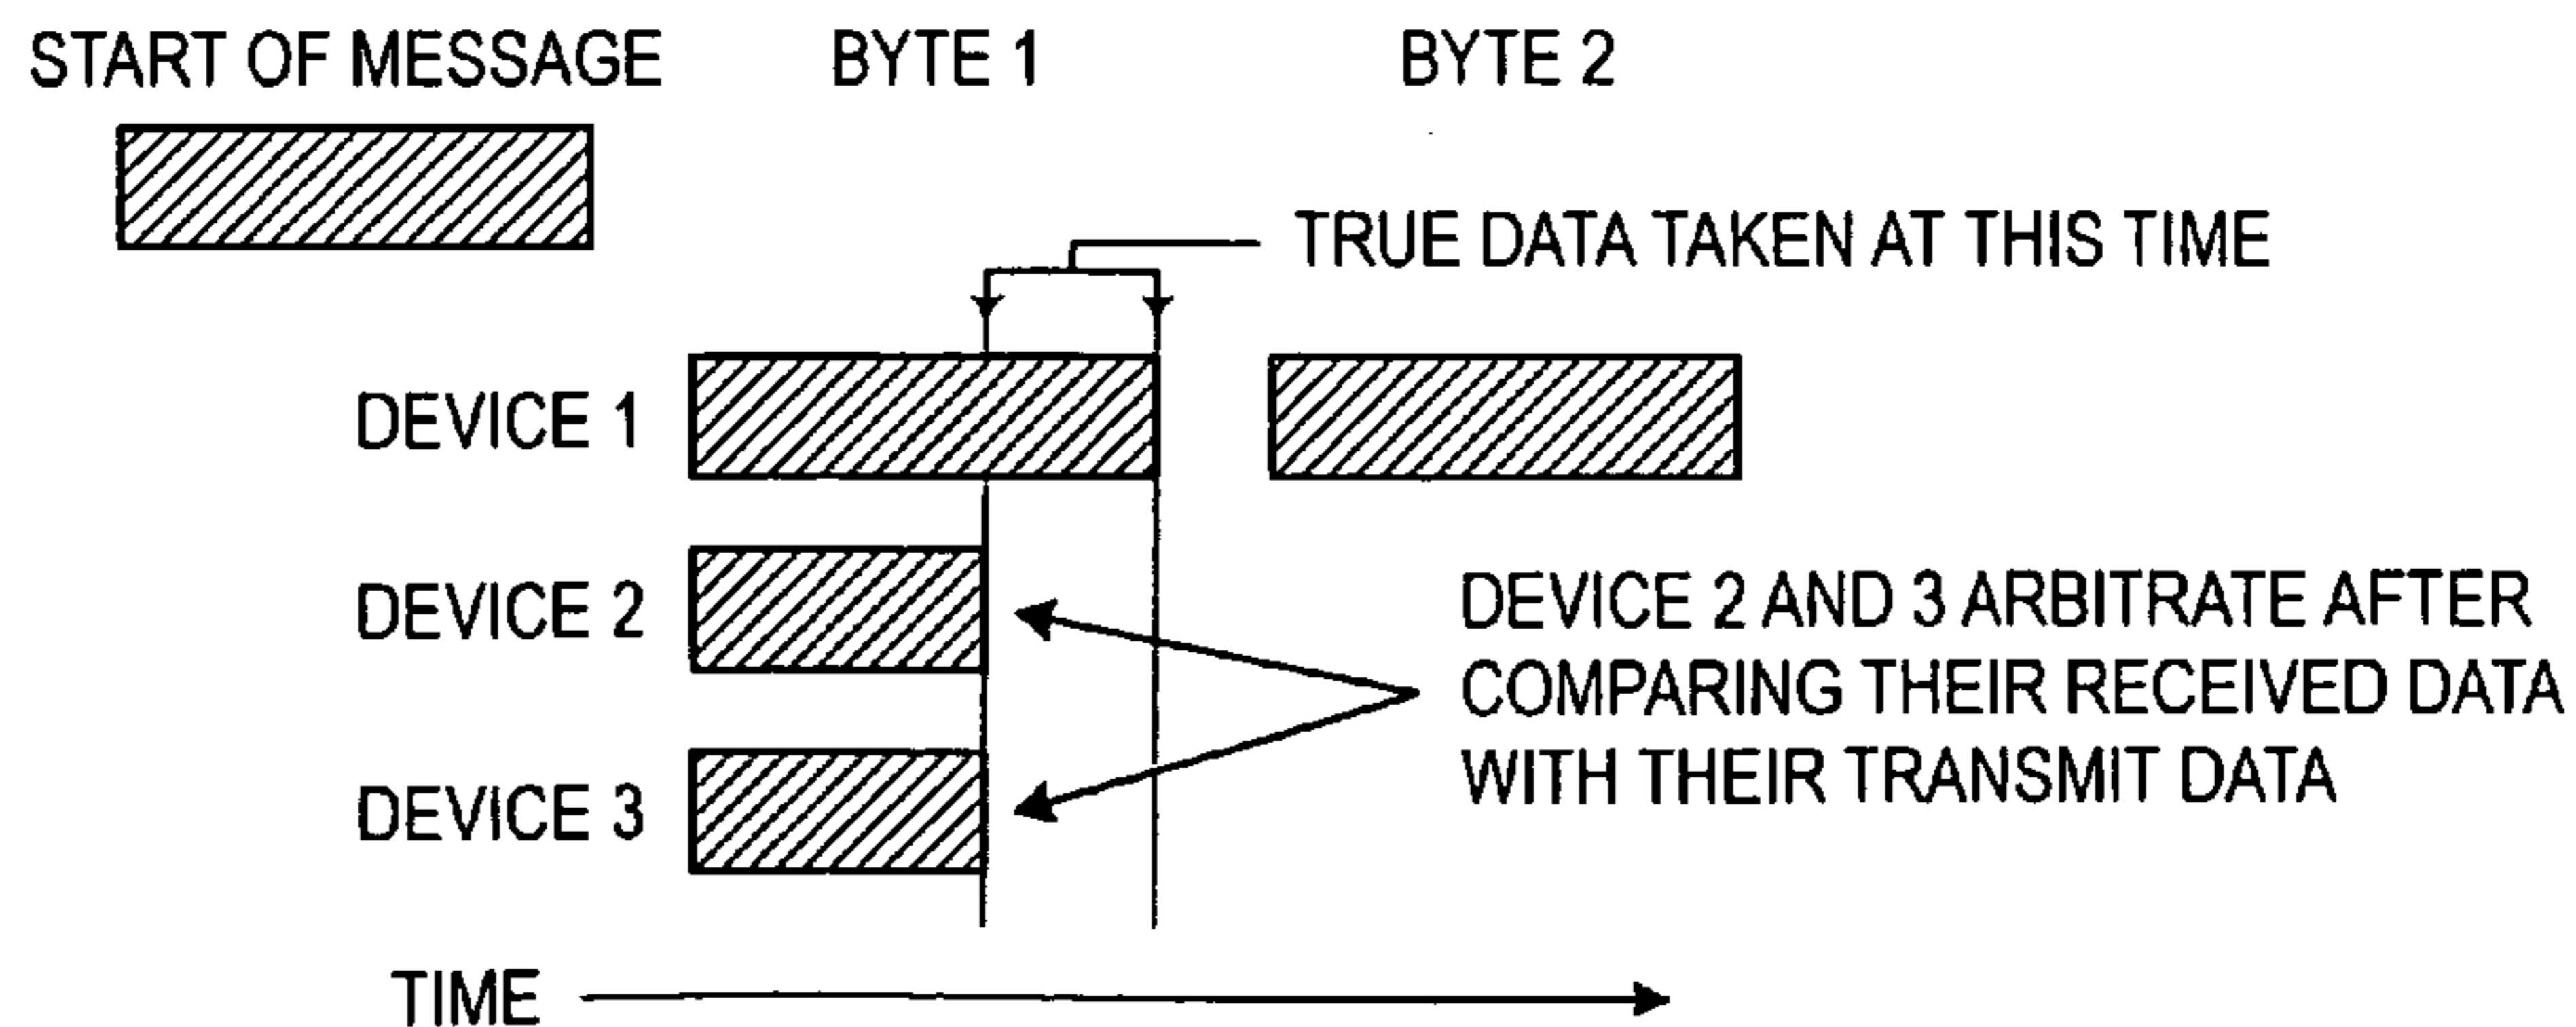 START OF MESSAGE
BYTE 1
BYTE 2
TRUE DATA TAKEN AT THIS TIME
DEVICE 1
DEVICE 2
DEVICE 2 AND 3 ARBITRATE AFTER
COMPARING THEIR RECEIVED DATA
WITH THEIR TRANSMIT DATA
DEVICE 3
TIME